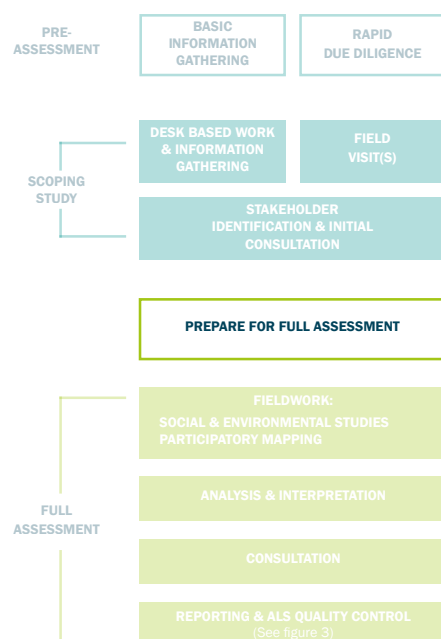 PRE-
ASSESSMENT
BASIC
INFORMATION
GATHERING
RAPID
DUE DILIGENCE
SCOPING
STUDY
DESK BASED WORK
& INFORMATION
GATHERING
FIELD
VISIT(S)
STAKEHOLDER
IDENTIFICATION & INITIAL
CONSULTATION
PREPARE FOR FULL ASSESSMENT
FULL
ASSESSMENT
FIELDWORK:
SOCIAL & ENVIRONMENTAL STUDIES
PARTICIPATORY MAPPING
ANALYSIS & INTERPRETATION
CONSULTATION
REPORTING & ALS QUALITY CONTROL
(See figure 3)